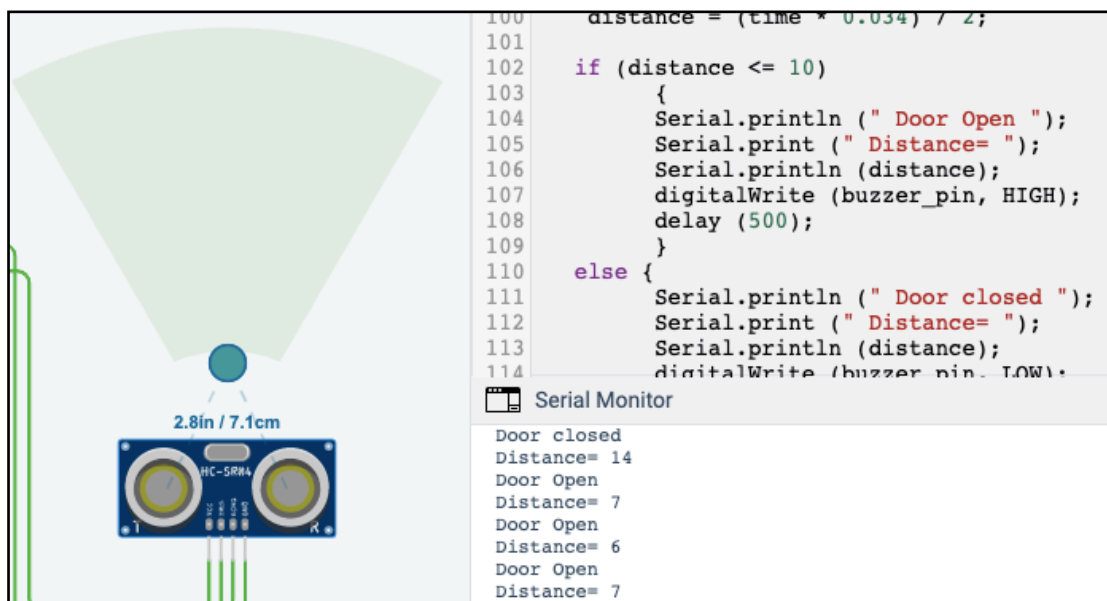 2.8in / 7.1cm
HC-SR04
VCC
TRIG
ECHO
GND
T
R
100 distance = (time * 0.034) / 2;
101
102 if (distance <= 10)
103 {
104 Serial.println (" Door Open ");
105 Serial.print (" Distance= ");
106 Serial.println (distance);
107 digitalWrite (buzzer_pin, HIGH);
108 delay (500);
109 }
110 else {
111 Serial.println (" Door closed ");
112 Serial.print (" Distance= ");
113 Serial.println (distance);
114 digitalWrite (buzzer_pin, LOW);
Serial Monitor
Door closed
Distance= 14
Door Open
Distance= 7
Door Open
Distance= 6
Door Open
Distance= 7